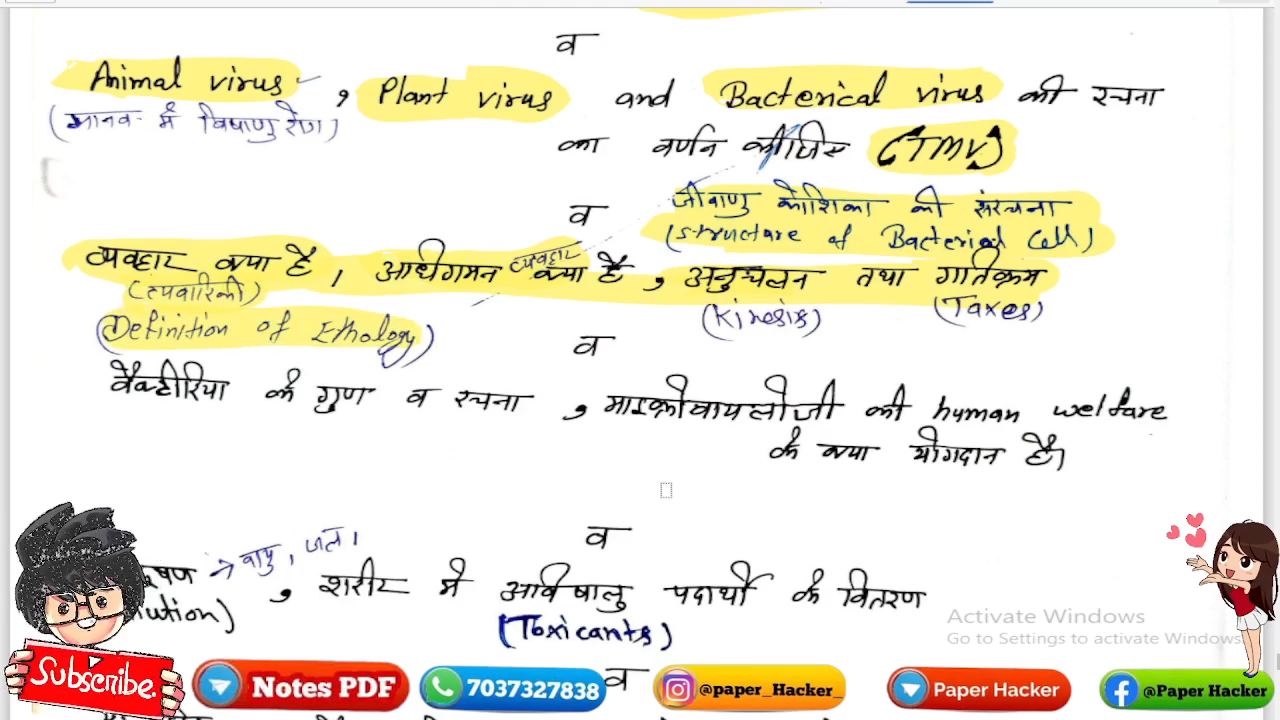 व
Animal virus , Plant virus and Bacterical virus की रचना
(मानव में विषाणु रोग)
का वर्णन कीजिए (TMV)
जीवाणु कोशिका की संरचना
व
(structure of Bacterial Cell)
व्यवहार क्या है , अधिगमन व्यवहार क्या है , अनुचलन तथा गतिक्रम
(Kinesis) (Taxes)
(Definition of Ethology)
व
बैक्टीरिया के गुण व रचना , माइक्रोबायलोजी की human welfare
के क्या योगदान है।
व
वायु, जल।
, शरीर में आविषालु पदार्थो के वितरण
(Toxicants)
व
Activate Windows
Go to Settings to activate Windows.
Subscribe.
Notes PDF
7037327838
@paper_Hacker_
Paper Hacker
@Paper Hacker